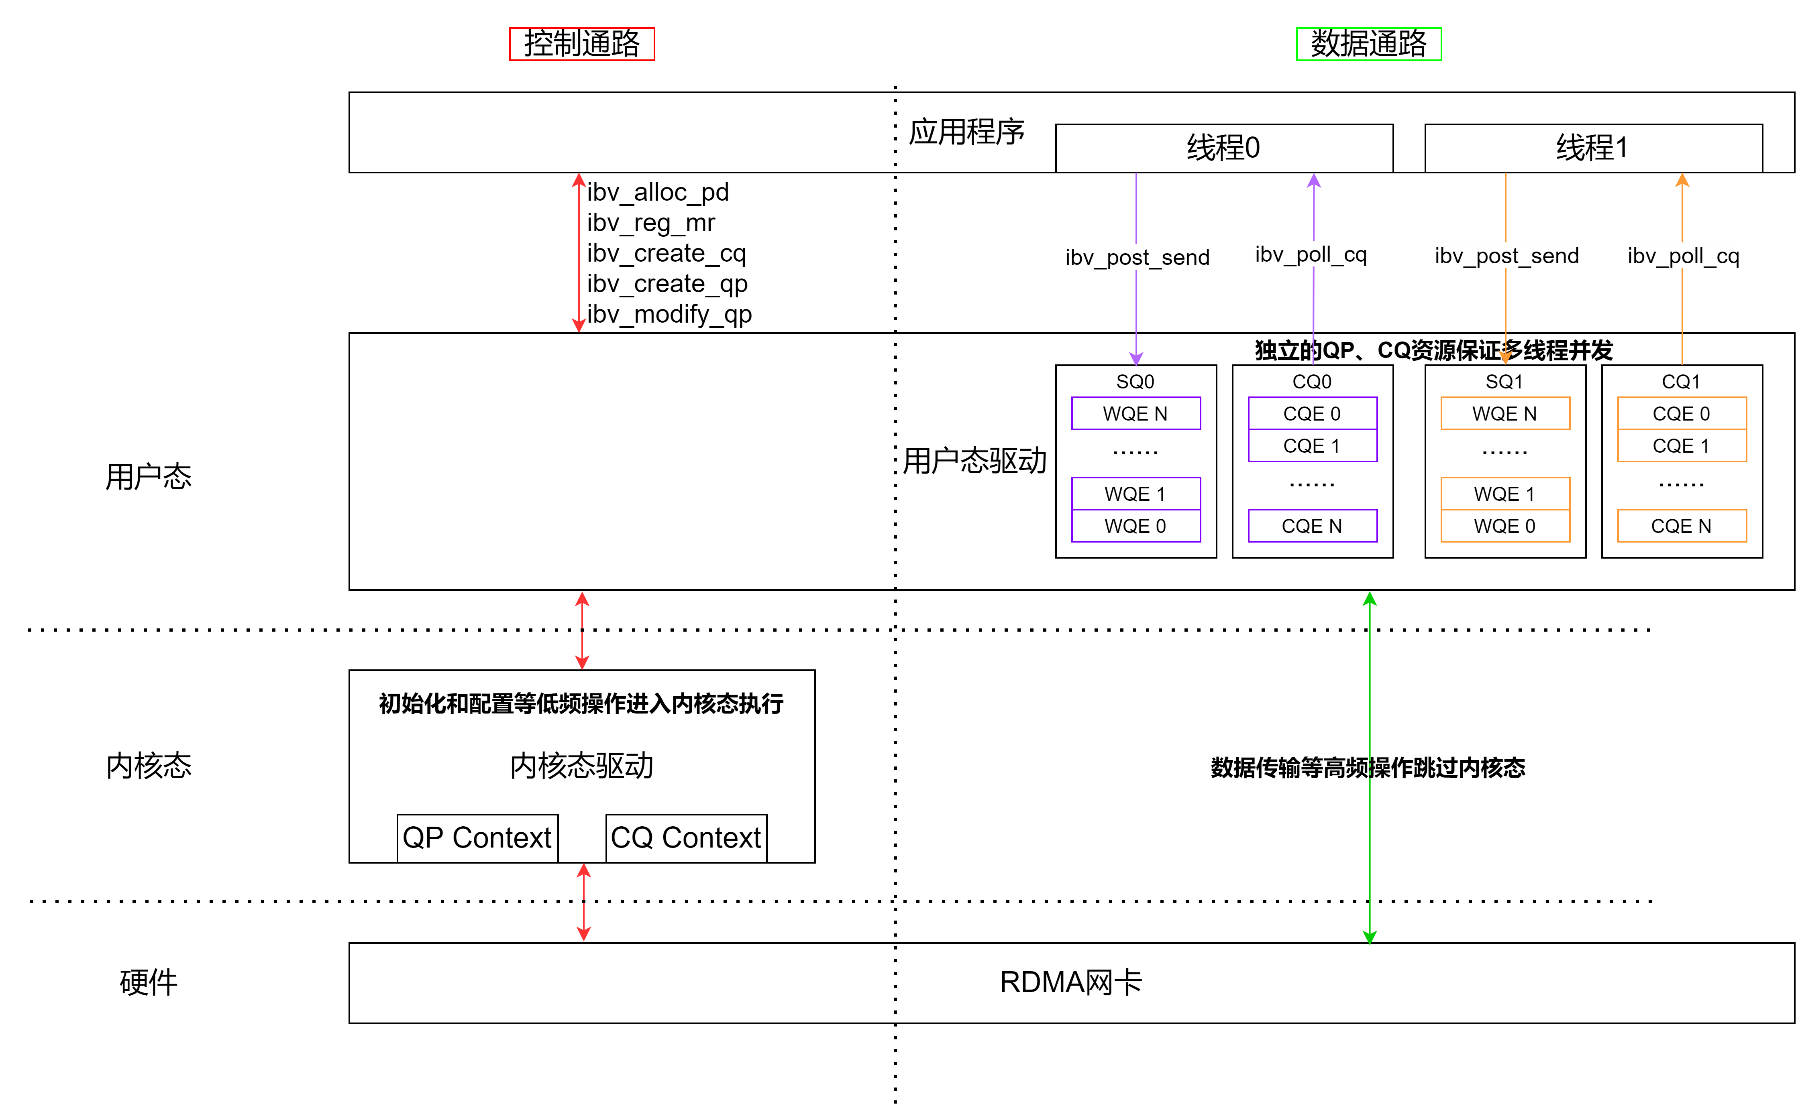 控制通路
数据通路
应用程序
线程0
线程1
ibv_alloc_pd
ibv_reg_mr
ibv_create_cq
ibv_create_qp
ibv_modify_qp
ibv_post_send
ibv_poll_cq
ibv_post_send
ibv_poll_cq
独立的QP、CQ资源保证多线程并发
用户态
用户态驱动
SQ0
WQE N
......
WQE 1
WQE 0
CQ0
CQE 0
CQE 1
......
CQE N
SQ1
WQE N
......
WQE 1
WQE 0
CQ1
CQE 0
CQE 1
......
CQE N
初始化和配置等低频操作进入内核态执行
内核态
内核态驱动
数据传输等高频操作跳过内核态
QP Context
CQ Context
硬件
RDMA网卡